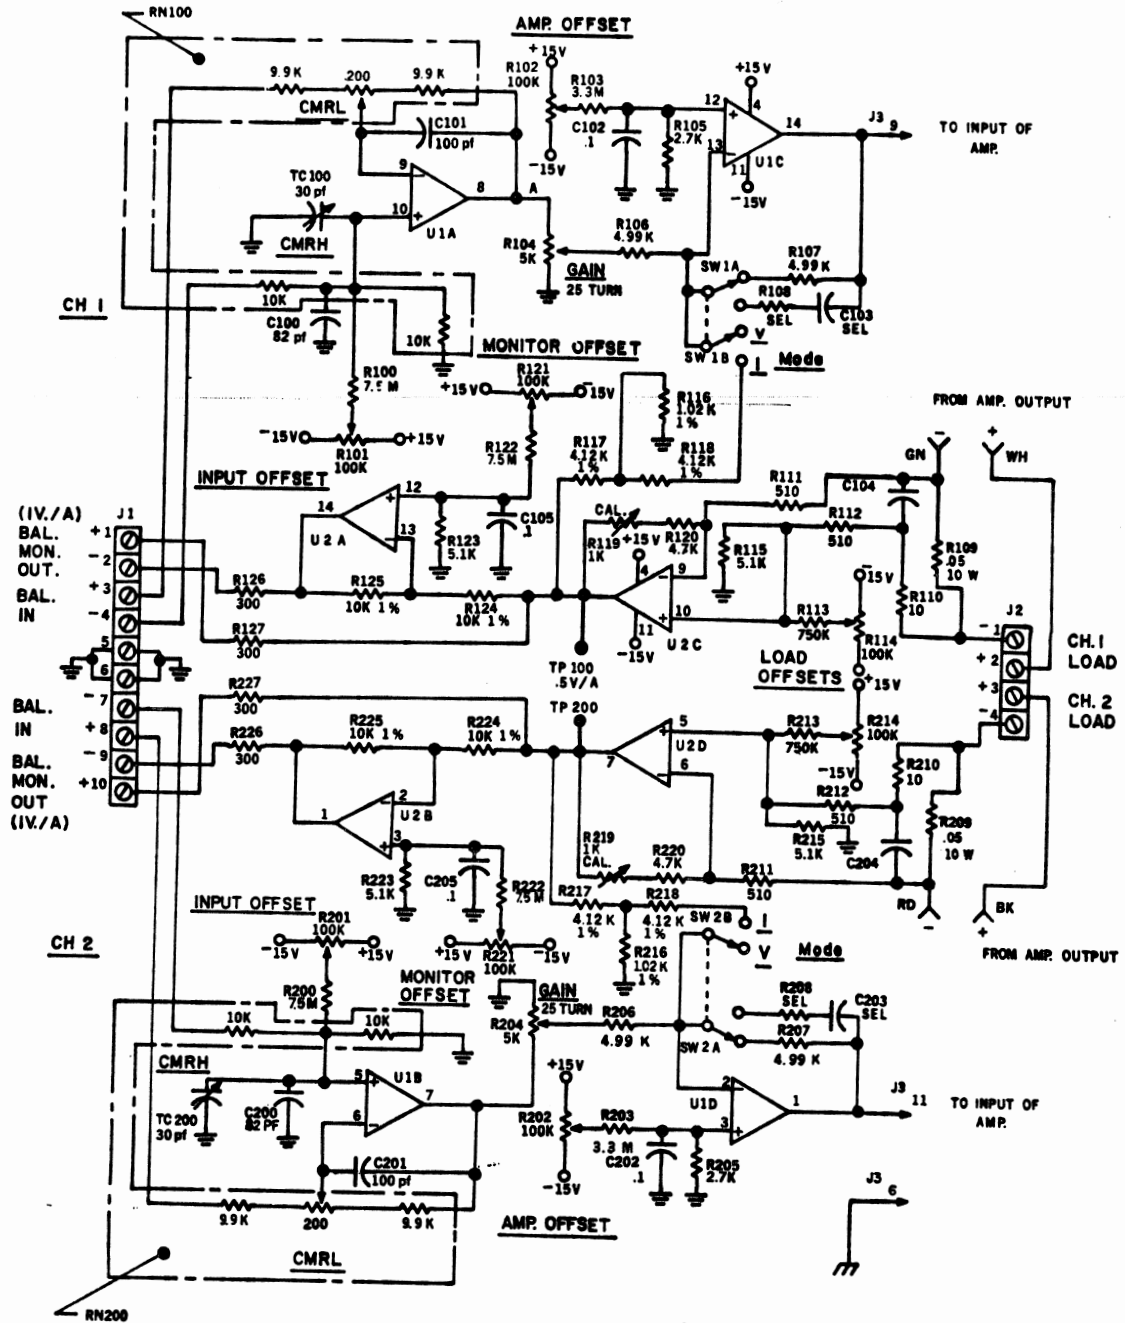 RN100
AMP. OFFSET
+15V
R102
100K
R103
3.3M
-15V
C102
.1
R105
2.7K
12
13
+
-
+15V
4
14
11
U1C
-15V
J3
9
TO INPUT OF
AMP.
9.9K
.200
9.9K
CMRL
C101
100 pf
9
-
8
A
10
+
U1A
TC100
30 pf
CMRH
R104
5K
GAIN
25 TURN
R106
4.99K
SW1A
R107
4.99K
R108
SEL
C103
SEL
SW1B
V
I
Mode
CH 1
10K
C100
82 pf
10K
R100
7.5M
-15V
+15V
R101
100K
INPUT OFFSET
MONITOR OFFSET
R121
100K
+15V
-15V
R122
7.5M
R116
1.02K
1%
R117
4.12K
1%
R118
4.12K
1%
FROM AMP. OUTPUT
-
+
GN
WH
R111
510
C104
R112
510
R109
.05
10 W
R110
10
R115
5.1K
CAL.
R119
1K
R120
4.7K
+15V
4
9
-
10
+
11
U2C
-15V
R113
750K
-15V
R114
100K
+15V
LOAD
OFFSETS
12
+
14
13
-
U2A
C105
.1
R123
5.1K
R126
300
R125
10K 1%
R124
10K 1%
R127
300
TP 100
.5V/A
(IV./A)
BAL.
MON.
OUT.
BAL.
IN
J1
+1
-2
+3
-4
5
6
-7
+8
-9
+10
BAL.
IN
BAL.
MON.
OUT
(IV./A)
J2
-1
+2
+3
-4
CH.1
LOAD
CH. 2
LOAD
R227
300
R226
300
R225
10K 1%
R224
10K 1%
TP 200
7
5
+
6
-
U2D
R213
750K
R214
100K
-15V
R210
10
R212
510
R215
5.1K
C204
R209
.05
10 W
RD
-
BK
+
FROM AMP. OUTPUT
1
2
-
3
+
U2B
R223
5.1K
C205
.1
R222
7.5M
R219
1K
CAL.
R220
4.7K
R211
510
R217
4.12K
1%
R218
4.12K
1%
R216
1.02K
1%
SW2B
I
V
Mode
INPUT OFFSET
R201
100K
-15V
+15V
R200
7.5M
+15V
-15V
R221
100K
MONITOR
OFFSET
CH 2
GAIN
25 TURN
R204
5K
R206
4.99 K
SW2A
R208
SEL
C203
SEL
R207
4.99 K
10K
10K
CMRH
TC200
30 pf
C200
82 PF
5
+
6
-
7
U1B
C201
100 pf
9.9K
200
9.9K
CMRL
RN200
+15V
R202
100K
-15V
R203
3.3 M
C202
.1
R205
2.7K
AMP. OFFSET
2
-
3
+
U1D
1
J3
11
TO INPUT OF
AMP.
J3
6